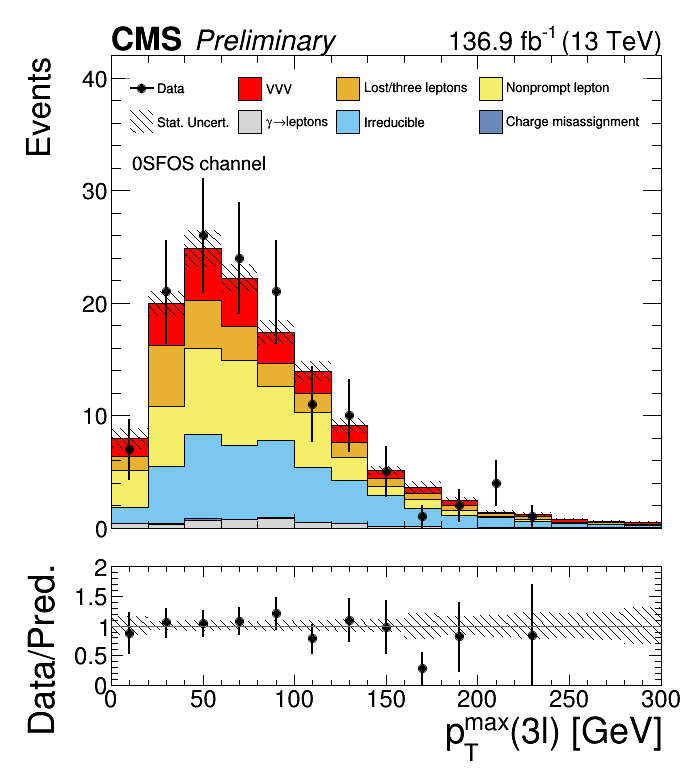 CMS Preliminary 136.9 fb⁻¹ (13 TeV)
Events
40
30
20
10
0
Data
VVV
Lost/three leptons
Nonprompt lepton
Stat. Uncert.
γ→leptons
Irreducible
Charge misassignment
0SFOS channel
Data/Pred.
2
1.5
1
0.5
0
0 50 100 150 200 250 300
p_T^max(3l) [GeV]